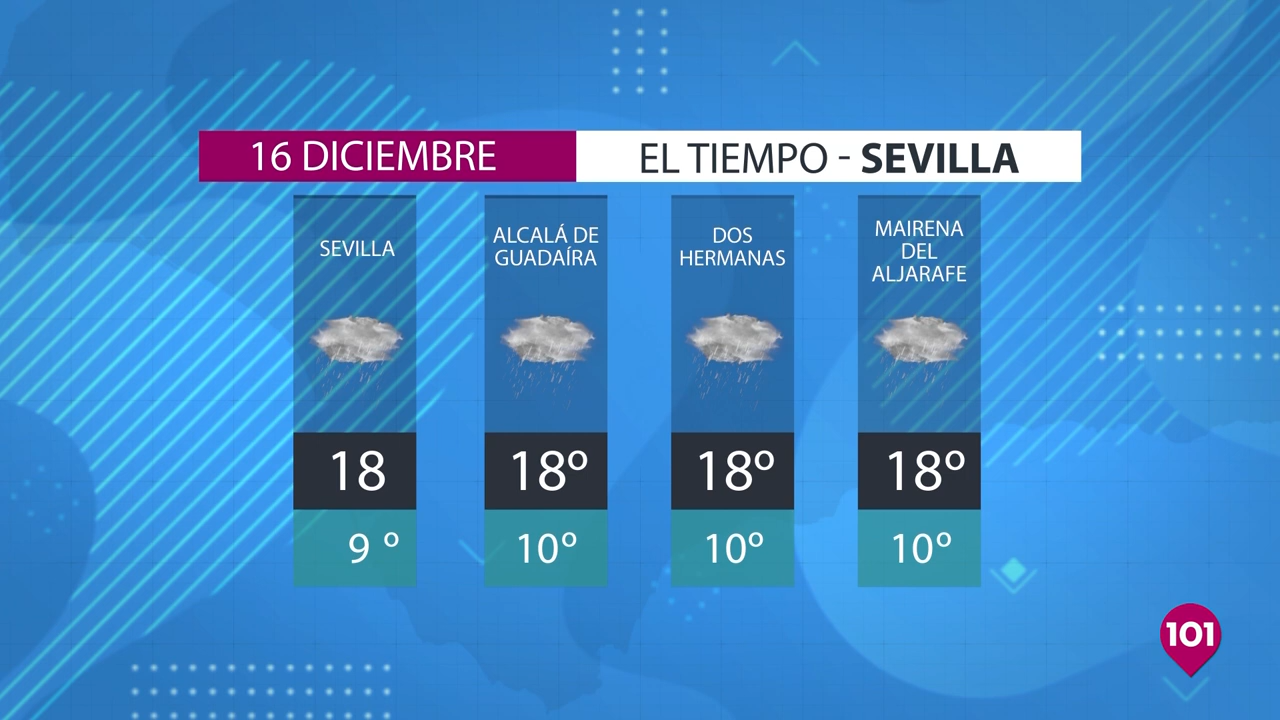 16 DICIEMBRE
EL TIEMPO - SEVILLA
SEVILLA
18
9 º
ALCALÁ DE
GUADAÍRA
18º
10º
DOS
HERMANAS
18º
10º
MAIRENA
DEL
ALJARAFE
18º
10º
101